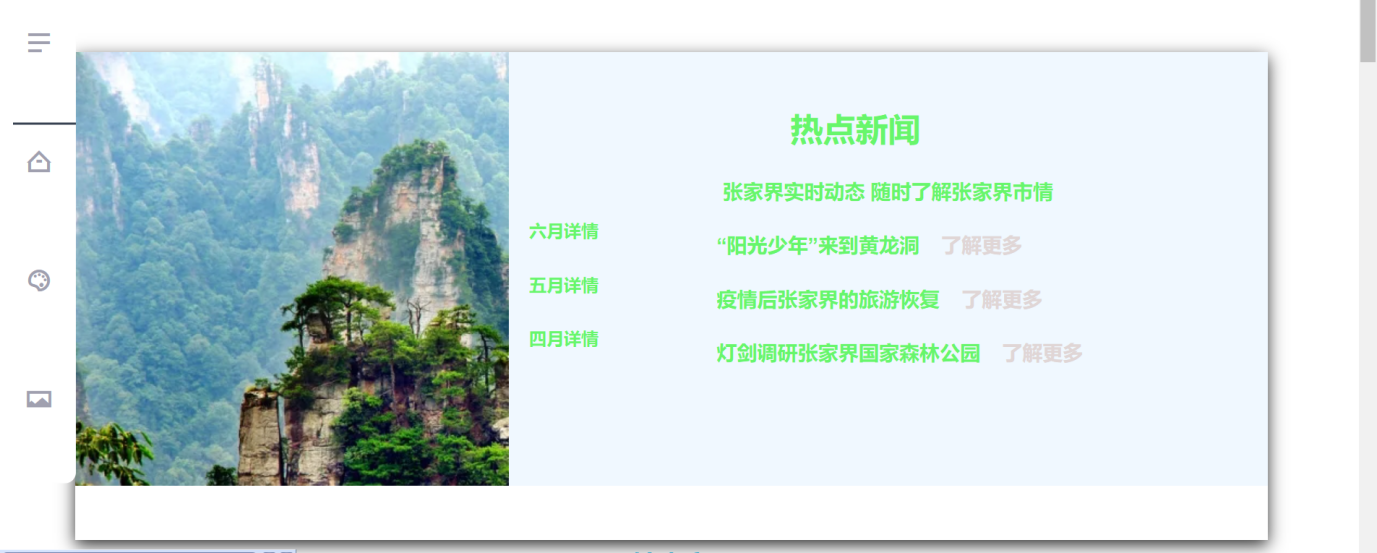 热点新闻
张家界实时动态 随时了解张家界市情
六月详情
“阳光少年”来到黄龙洞 了解更多
五月详情
疫情后张家界的旅游恢复 了解更多
四月详情
灯剑调研张家界国家森林公园 了解更多